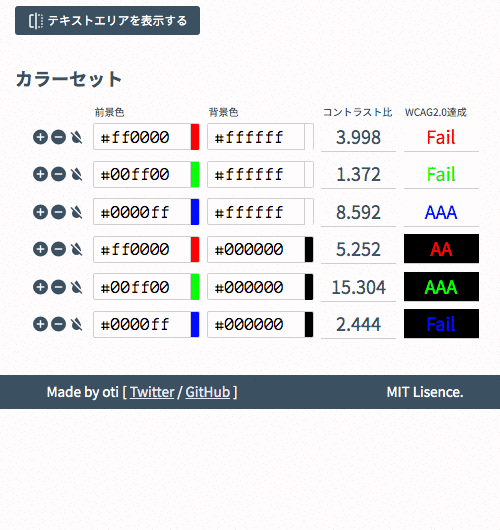 テキストエリアを表示する
カラーセット
前景色 背景色 コントラスト比 WCAG2.0達成
#ff0000 #ffffff 3.998 Fail
#00ff00 #ffffff 1.372 Fail
#0000ff #ffffff 8.592 AAA
#ff0000 #000000 5.252 AA
#00ff00 #000000 15.304 AAA
#0000ff #000000 2.444 Fail
Made by oti [ Twitter / GitHub ] MIT Lisence.